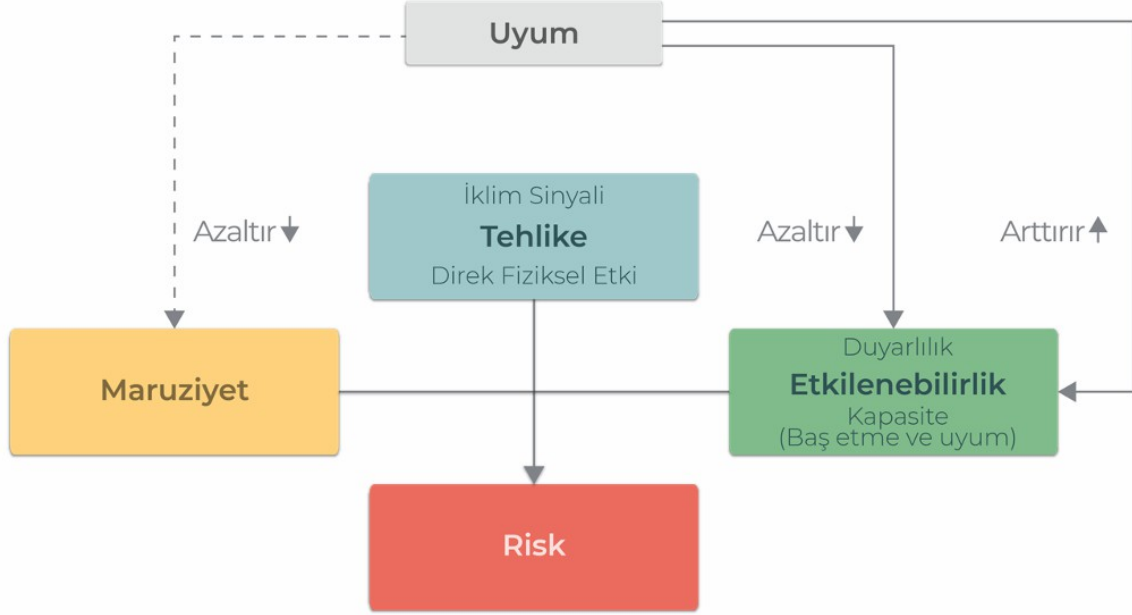 Uyum
İklim Sinyali
Azaltır
Tehlike
Azaltır
Arttırır
Direk Fiziksel Etki
Maruziyet
Duyarlılık
Etkilenebilirlik
Kapasite
(Baş etme ve uyum)
Risk